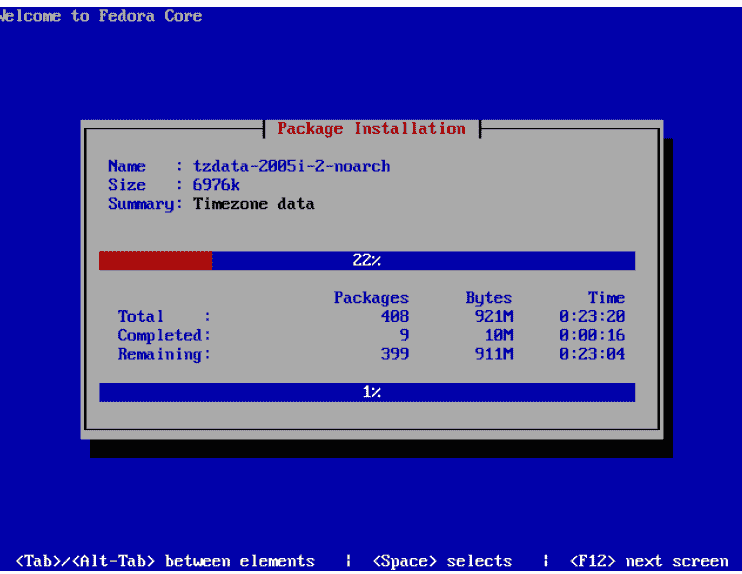 Welcome to Fedora Core
Package Installation
Name : tzdata-2005i-2-noarch
Size : 6976k
Summary: Timezone data
22%
Packages Bytes Time
Total : 408 921M 0:23:20
Completed: 9 10M 0:00:16
Remaining: 399 911M 0:23:04
1%
<Tab>/<Alt-Tab> between elements | <Space> selects | <F12> next screen